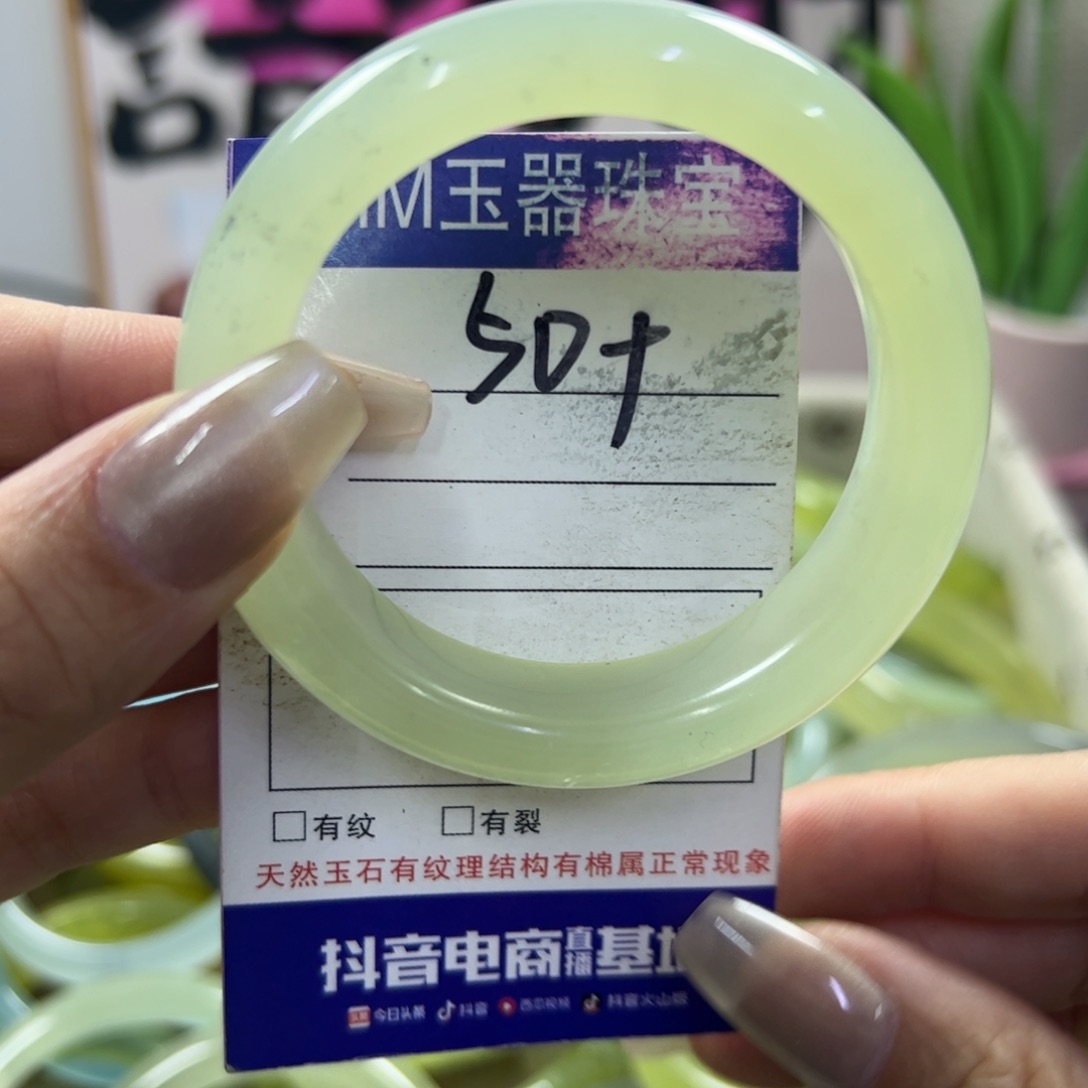 M玉器珠宝
50+
有纹 有裂
天然玉石有纹理结构有棉属正常现象
抖音电商直播基地
今日头条 抖音 西瓜视频 抖音火山版